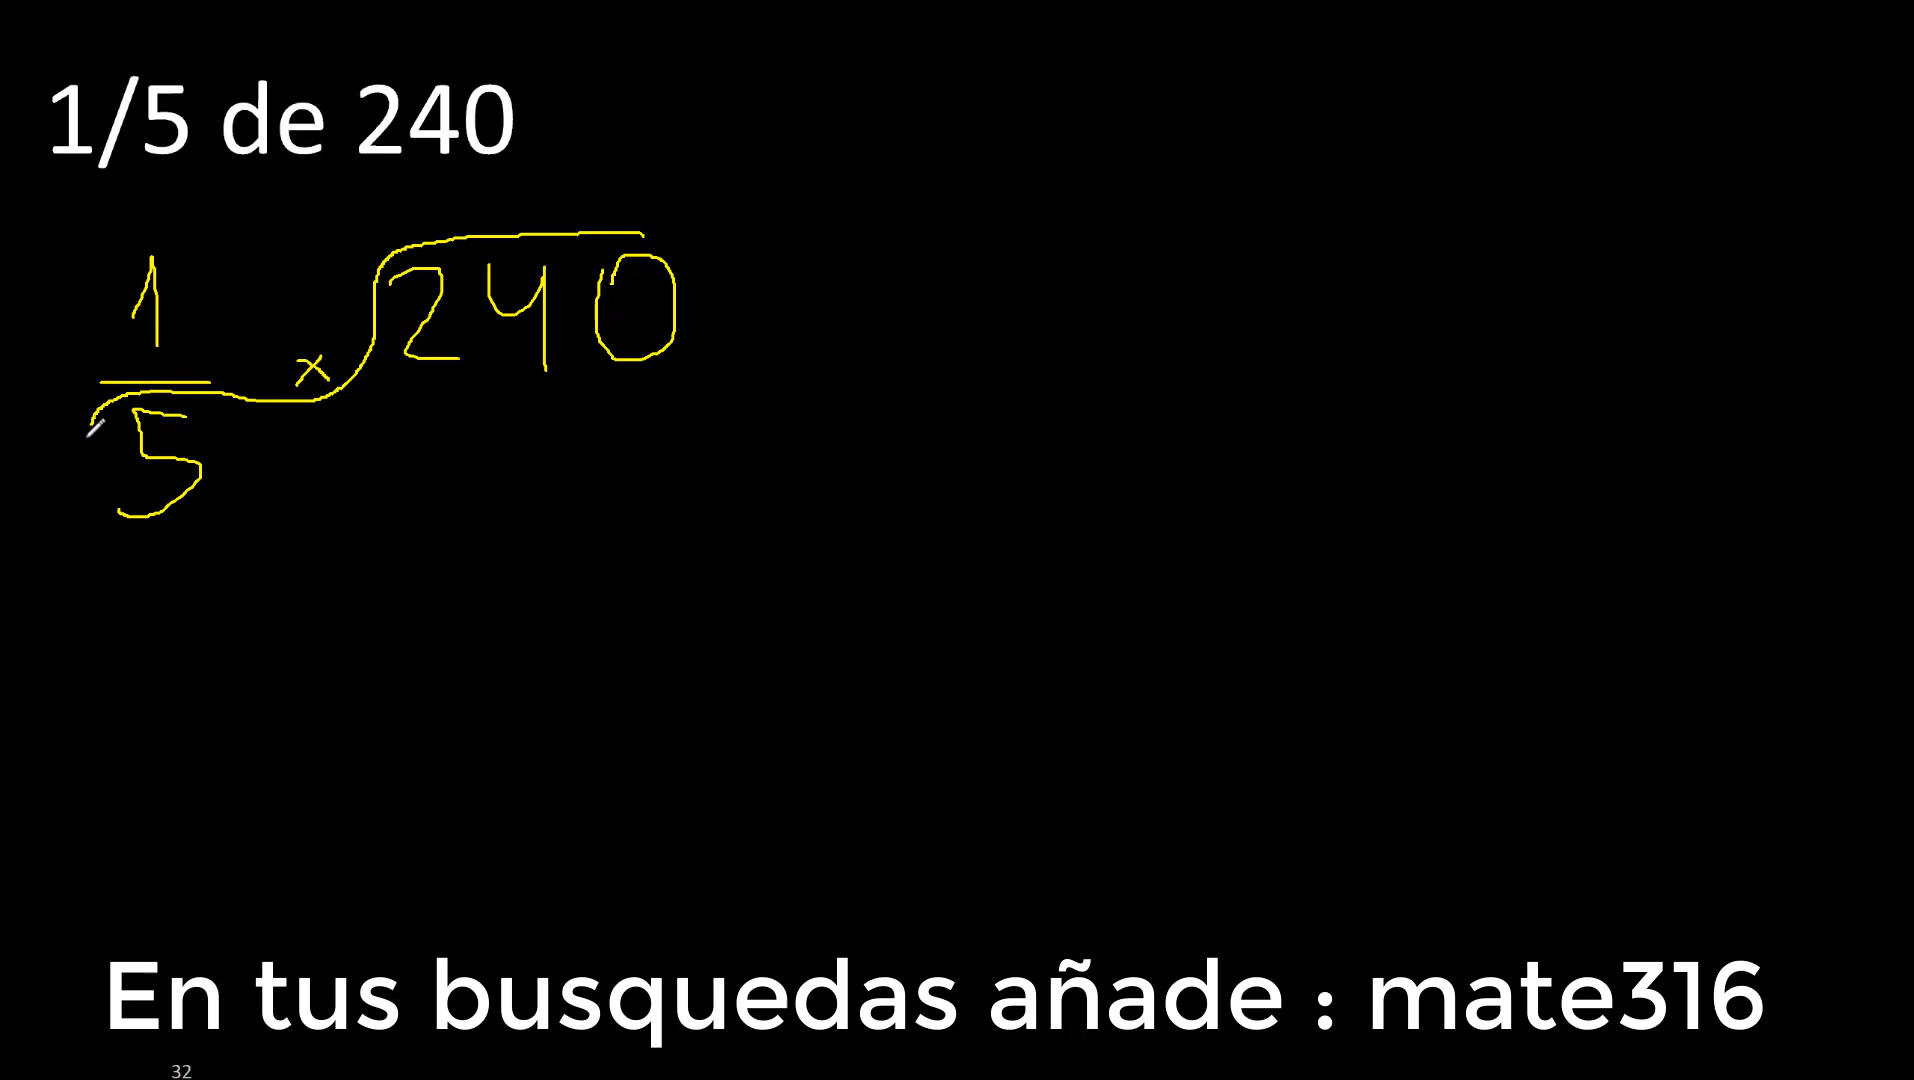 1/5 de 240
1
× 240
5
En tus busquedas añade : mate316
32